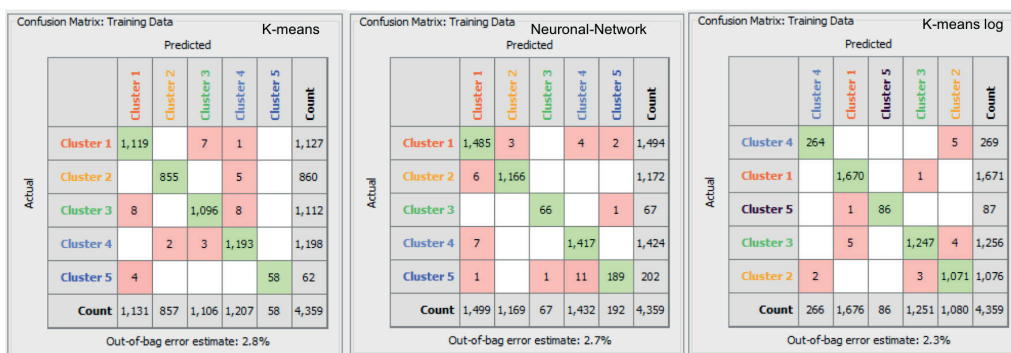 Confusion Matrix: Training Data
K-means
Predicted
Cluster 1 Cluster 2 Cluster 3 Cluster 4 Cluster 5 Count
Actual
Cluster 1 1,119 7 1 1,127
Cluster 2 855 5 860
Cluster 3 8 1,096 8 1,112
Cluster 4 2 3 1,193 1,198
Cluster 5 4 58 62
Count 1,131 857 1,106 1,207 58 4,359
Out-of-bag error estimate: 2.8%
Confusion Matrix: Training Data
Neuronal-Network
Predicted
Cluster 1 Cluster 2 Cluster 3 Cluster 4 Cluster 5 Count
Actual
Cluster 1 1,485 3 4 2 1,494
Cluster 2 6 1,166 1,172
Cluster 3 66 1 67
Cluster 4 7 1,417 1,424
Cluster 5 1 1 11 189 202
Count 1,499 1,169 67 1,432 192 4,359
Out-of-bag error estimate: 2.7%
Confusion Matrix: Training Data
K-means log
Predicted
Cluster 4 Cluster 1 Cluster 5 Cluster 3 Cluster 2 Count
Actual
Cluster 4 264 5 269
Cluster 1 1,670 1 1,671
Cluster 5 1 86 87
Cluster 3 5 1,247 4 1,256
Cluster 2 2 3 1,071 1,076
Count 266 1,676 86 1,251 1,080 4,359
Out-of-bag error estimate: 2.3%